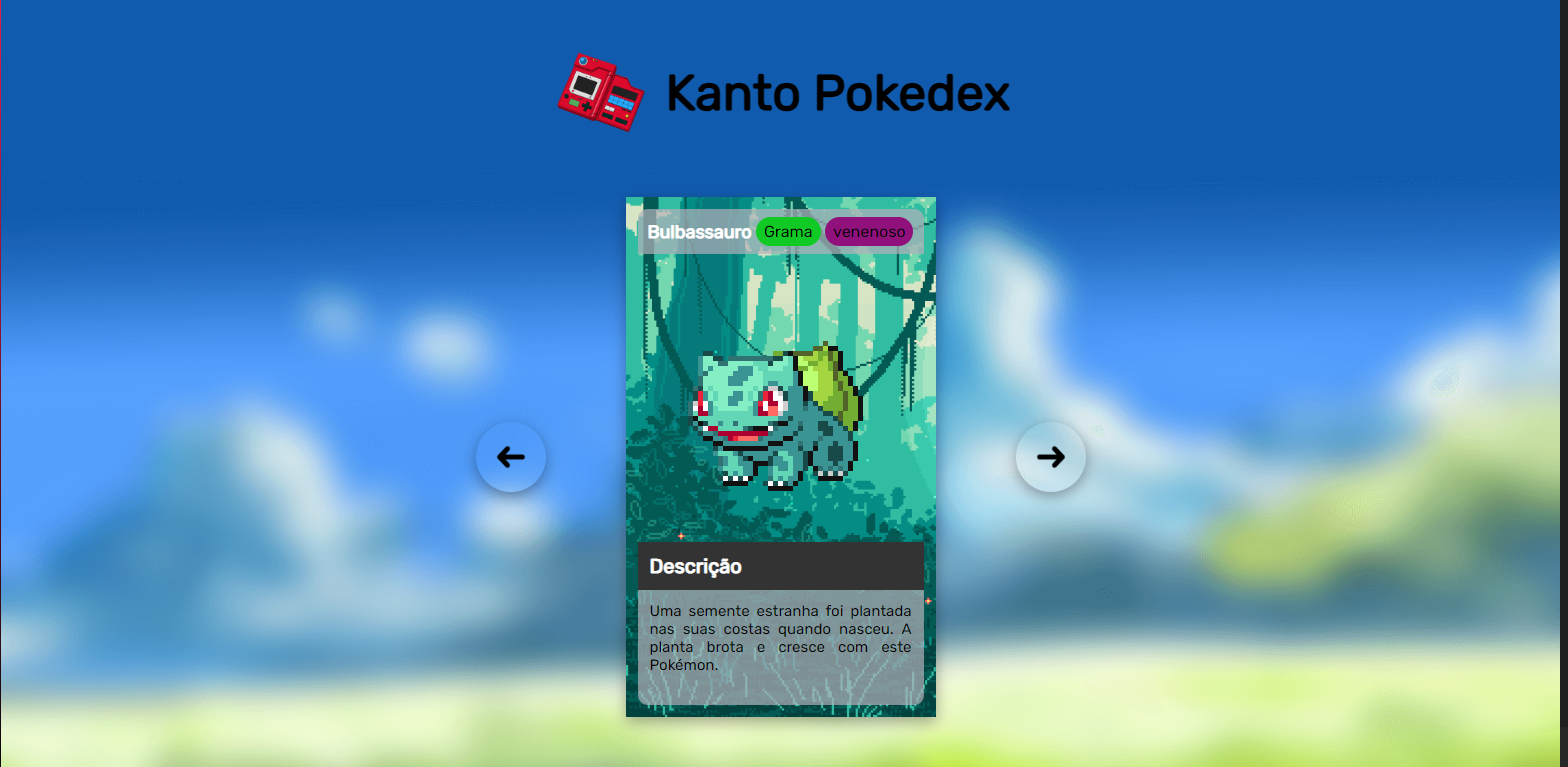 Kanto Pokedex
Bulbassauro Grama venenoso
Descrição
Uma semente estranha foi plantada
nas suas costas quando nasceu. A
planta brota e cresce com este
Pokémon.